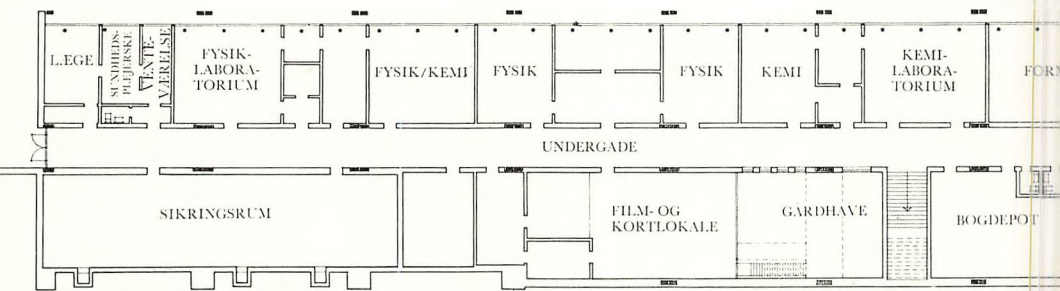 LÆGE
SUNDHEDS-
PLEJERSKE
VENTE-
VÆRELSE
FYSIK-
LABORA-
TORIUM
FYSIK/KEMI
FYSIK
FYSIK
KEMI
KEMI-
LABORA-
TORIUM
UNDERGADE
SIKRINGSRUM
FILM- OG
KORTLOKALE
GÅRDHAVE
BOGDEPOT